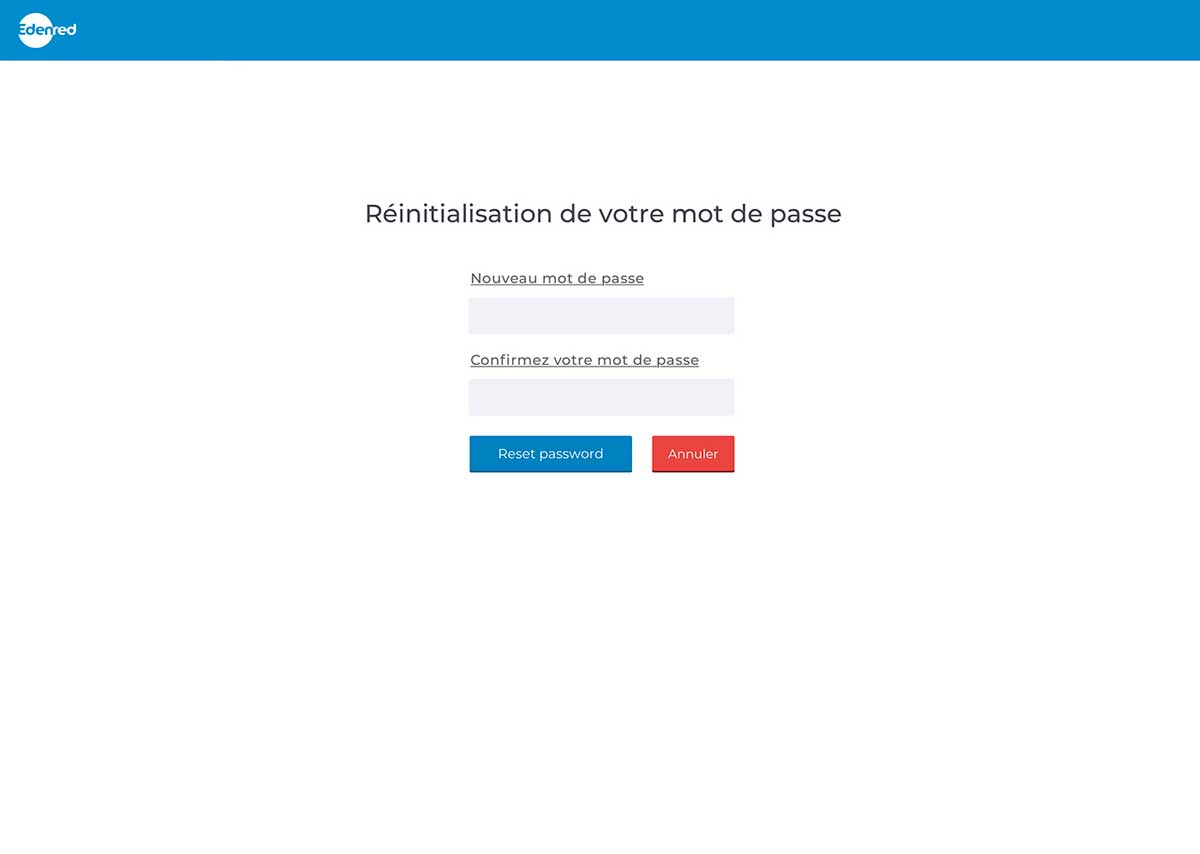 Edenred
Réinitialisation de votre mot de passe
Nouveau mot de passe
Confirmez votre mot de passe
Reset password
Annuler